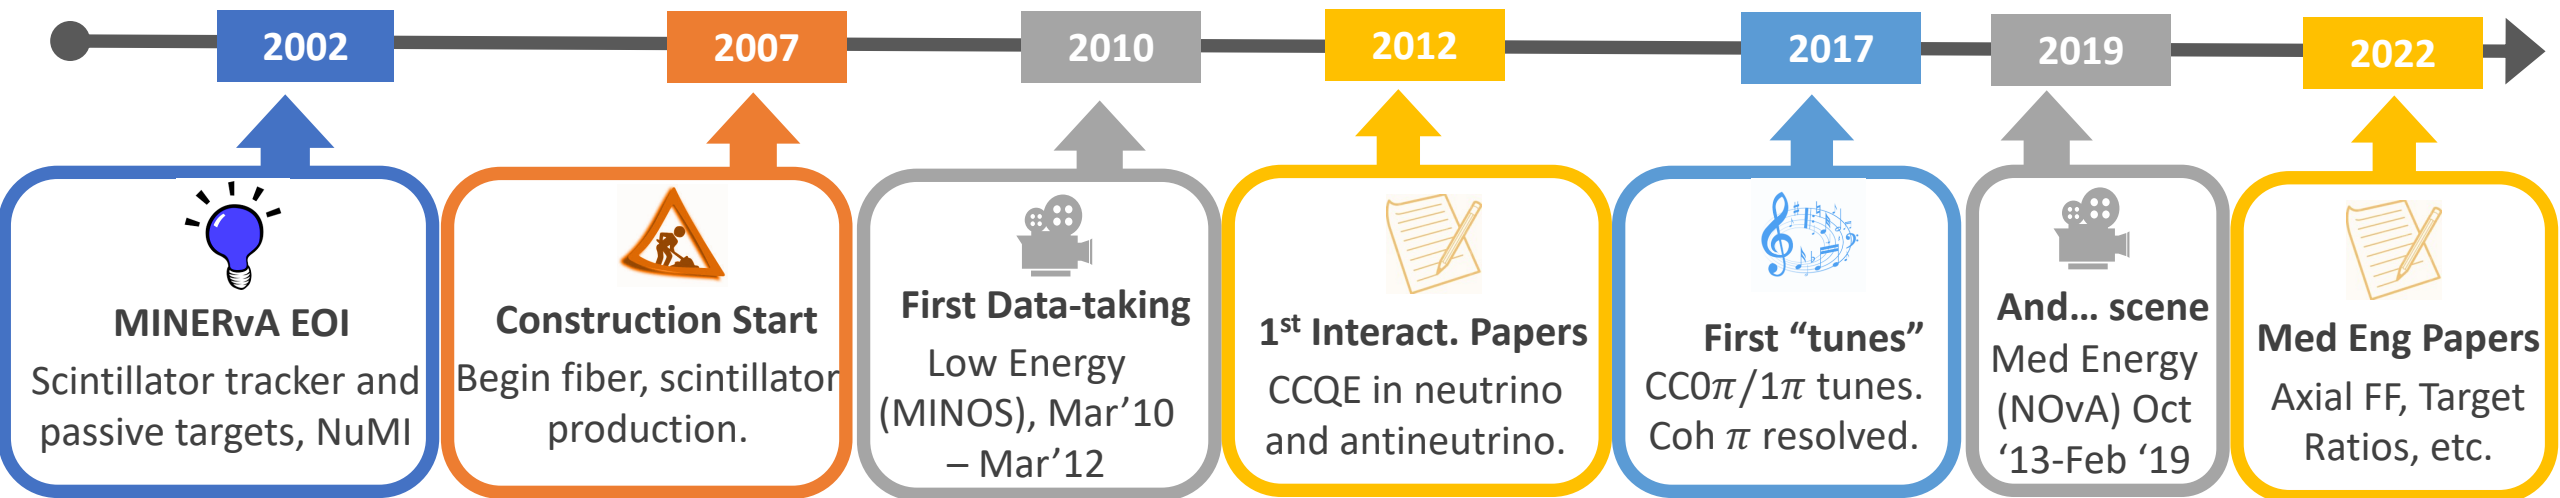 2002
2007
2010
2012
2017
2019
2022
MINERvA EOI
Scintillator tracker and
passive targets, NuMI
Construction Start
Begin fiber, scintillator
production.
First Data-taking
Low Energy
(MINOS), Mar’10
– Mar’12
1st Interact. Papers
CCQE in neutrino
and antineutrino.
First “tunes”
CC0𝜋/1𝜋 tunes.
Coh 𝜋 resolved.
And… scene
Med Energy
(NOvA) Oct
‘13-Feb ‘19
Med Eng Papers
Axial FF, Target
Ratios, etc.